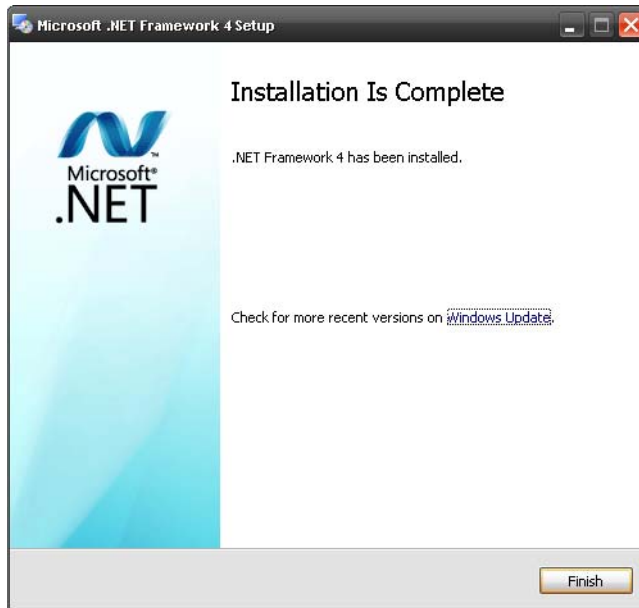 Microsoft .NET Framework 4 Setup
Installation Is Complete
.NET Framework 4 has been installed.
Microsoft®
.NET
™
Check for more recent versions on Windows Update.
Finish